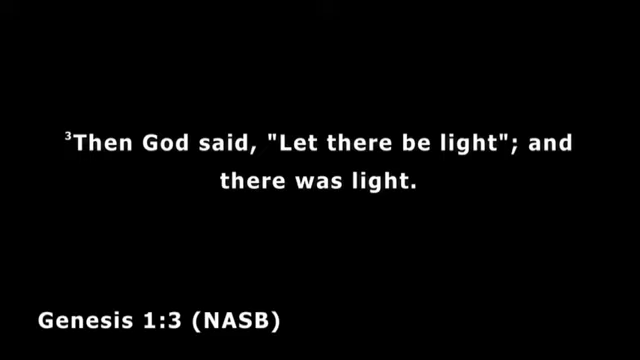 ³Then God said, "Let there be light"; and
there was light.
Genesis 1:3 (NASB)